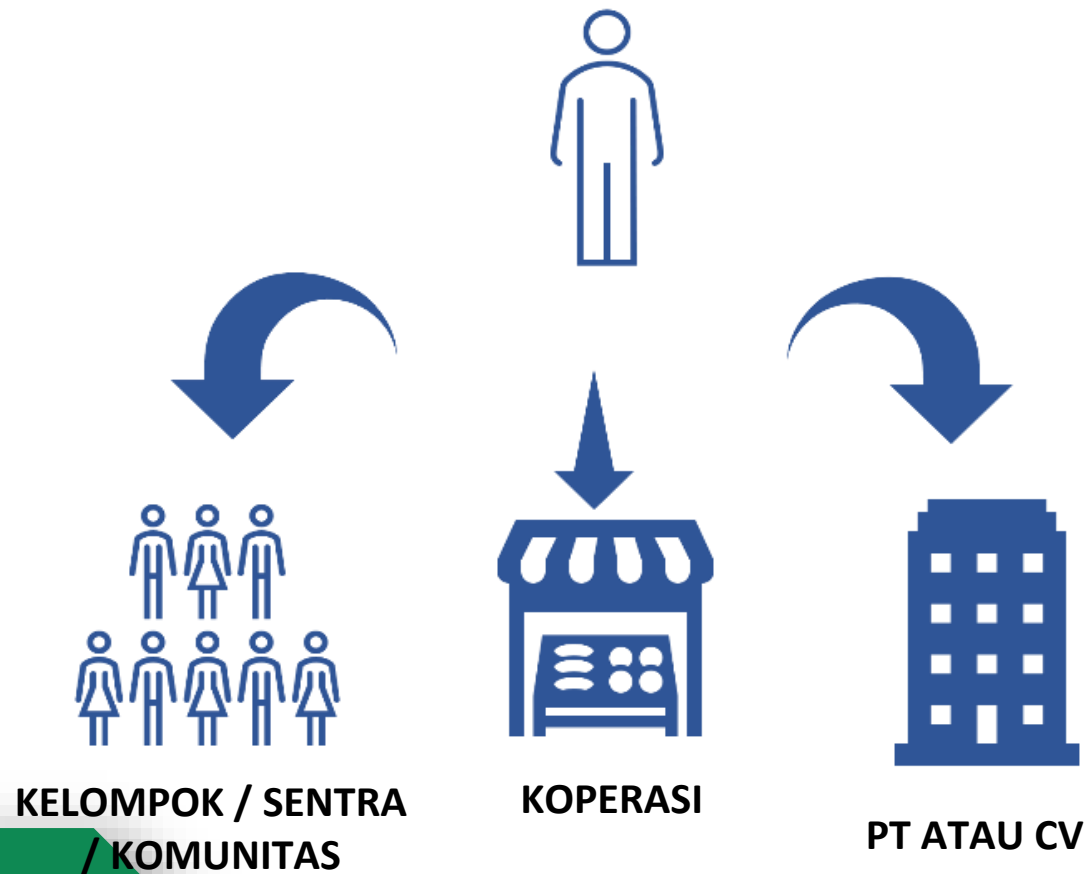 KELOMPOK / SENTRA
/ KOMUNITAS
KOPERASI
PT ATAU CV